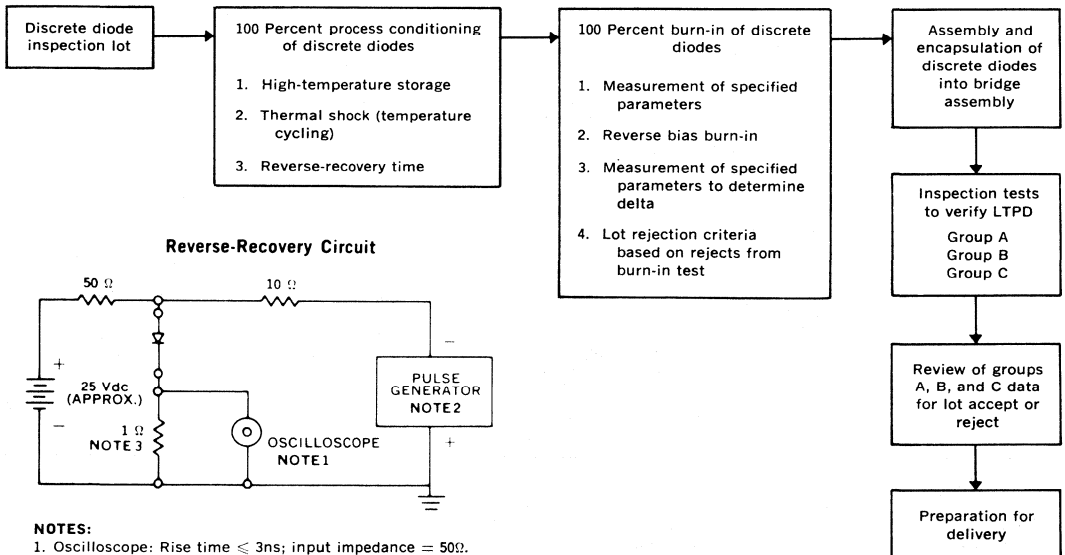 Discrete diode
inspection lot
100 Percent process conditioning
of discrete diodes
1. High-temperature storage
2. Thermal shock (temperature
cycling)
3. Reverse-recovery time
100 Percent burn-in of discrete
diodes
1. Measurement of specified
parameters
2. Reverse bias burn-in
3. Measurement of specified
parameters to determine
delta
4. Lot rejection criteria
based on rejects from
burn-in test
Assembly and
encapsulation of
discrete diodes
into bridge
assembly
Inspection tests
to verify LTPD
Group A
Group B
Group C
Review of groups
A, B, and C data
for lot accept or
reject
Preparation for
delivery
Reverse-Recovery Circuit
50 Ω
10 Ω
+
25 Vdc
(APPROX.)
−
1 Ω
NOTE 3
OSCILLOSCOPE
NOTE 1
−
PULSE
GENERATOR
NOTE 2
+
NOTES:
1. Oscilloscope: Rise time ⩽ 3ns; input impedance = 50Ω.